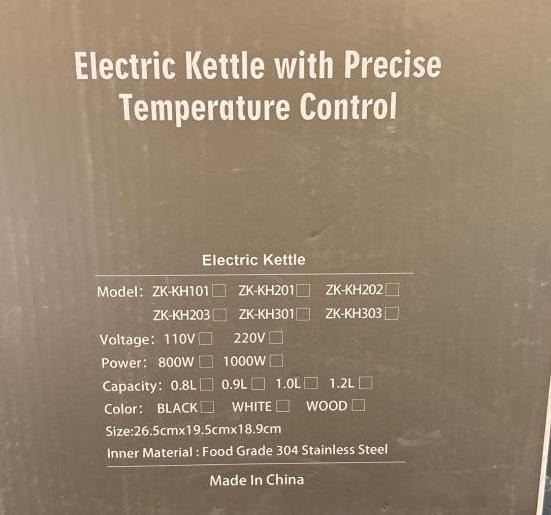 Electric Kettle with Precise
Temperature Control
Electric Kettle
Model: ZK-KH101□ ZK-KH201□ ZK-KH202□
ZK-KH203□ ZK-KH301□ ZK-KH303□
Voltage: 110V□ 220V□
Power: 800W□ 1000W□
Capacity: 0.8L□ 0.9L□ 1.0L□ 1.2L□
Color: BLACK□ WHITE□ WOOD□
Size:26.5cmx19.5cmx18.9cm
Inner Material : Food Grade 304 Stainless Steel
Made In China